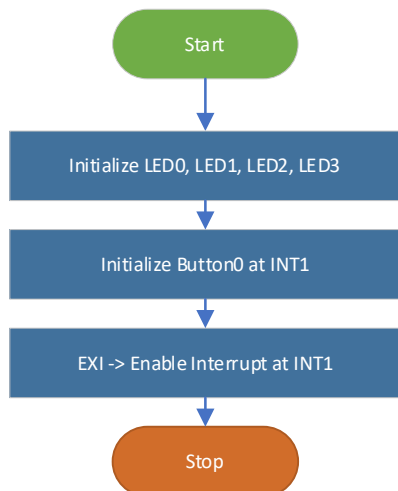 Start
Initialize LED0, LED1, LED2, LED3
Initialize Button0 at INT1
EXI -> Enable Interrupt at INT1
Stop